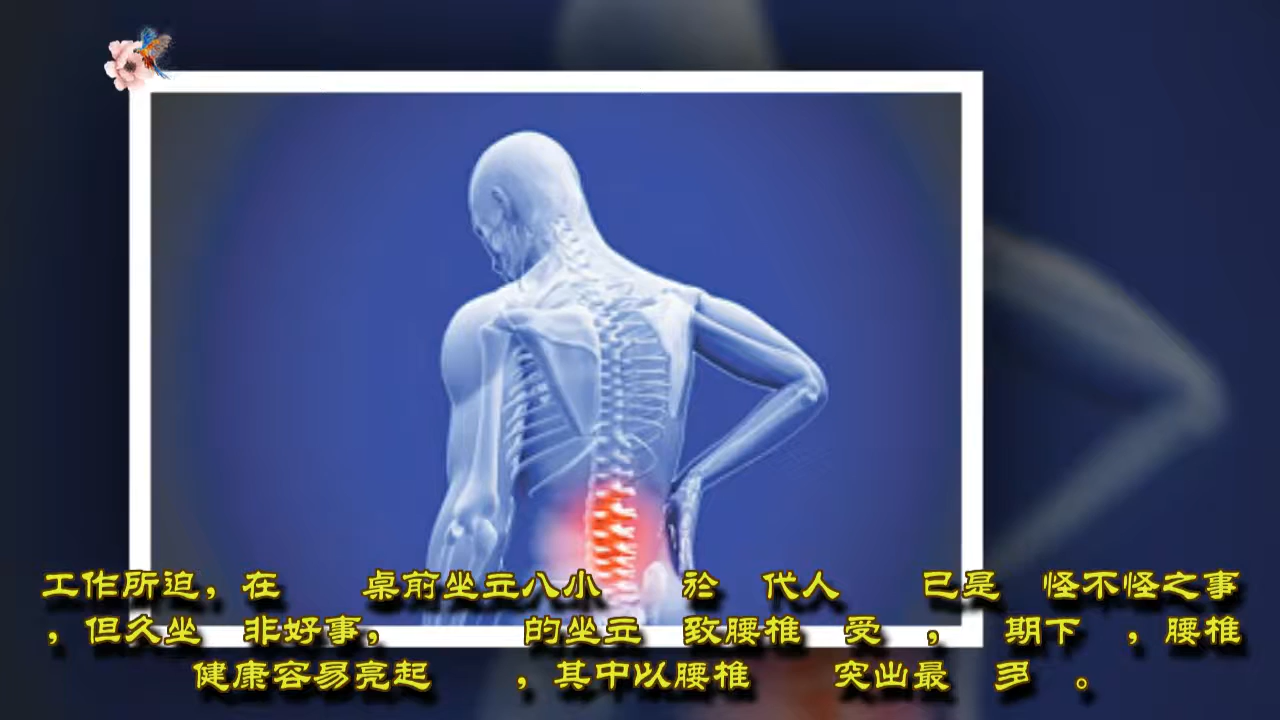 工作所迫，在　　桌前坐立八小　　於　代人　　已是　怪不怪之事
，但久坐　非好事，　　　的坐立　致腰椎　受　，　期下　，腰椎
健康容易亮起　　，其中以腰椎　　突出最　多　。